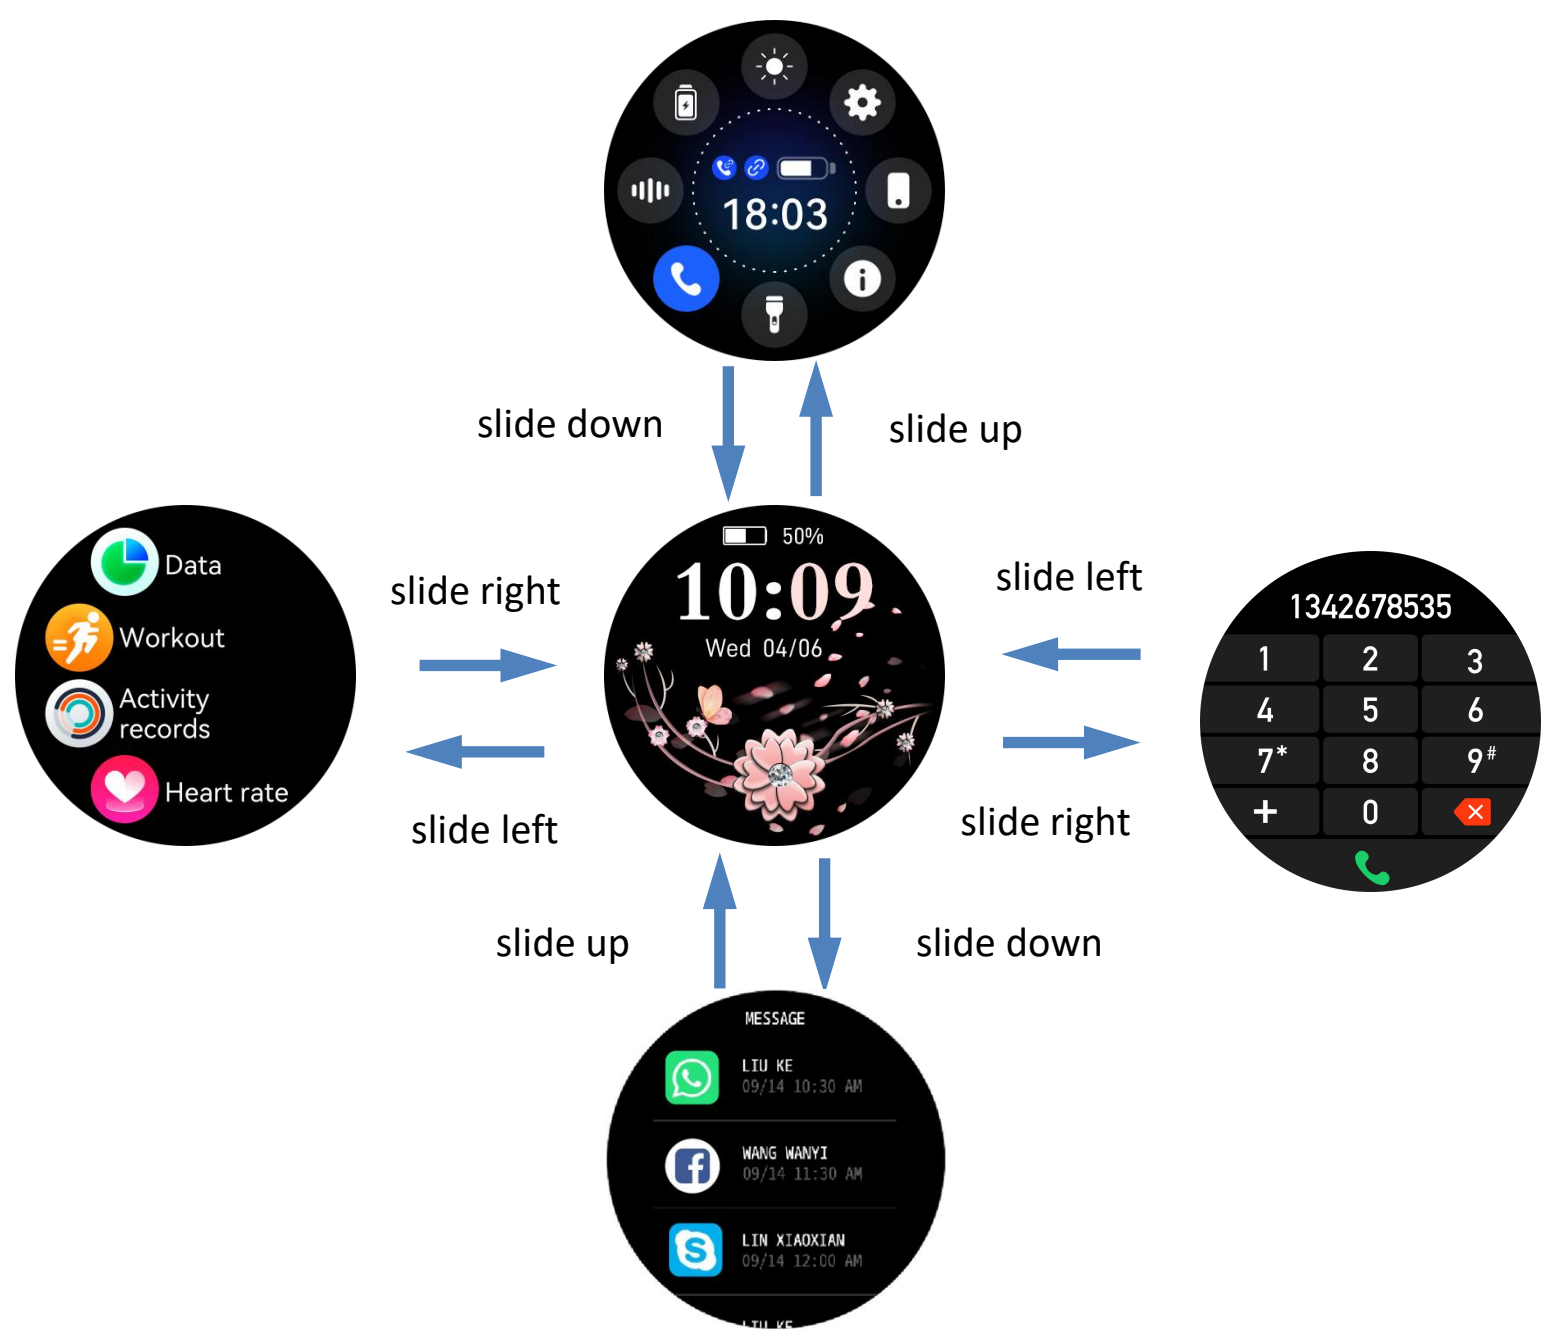 18:03
slide down
slide up
50%
10:09
Wed 04/06
Data
Workout
Activity
records
Heart rate
slide right
slide left
slide left
slide right
1342678535
1 2 3
4 5 6
7* 8 9#
+ 0
slide up
slide down
MESSAGE
LIU KE
09/14 10:30 AM
WANG WANYI
09/14 11:30 AM
LIN XIAOXIAN
09/14 12:00 AM
LIU KE